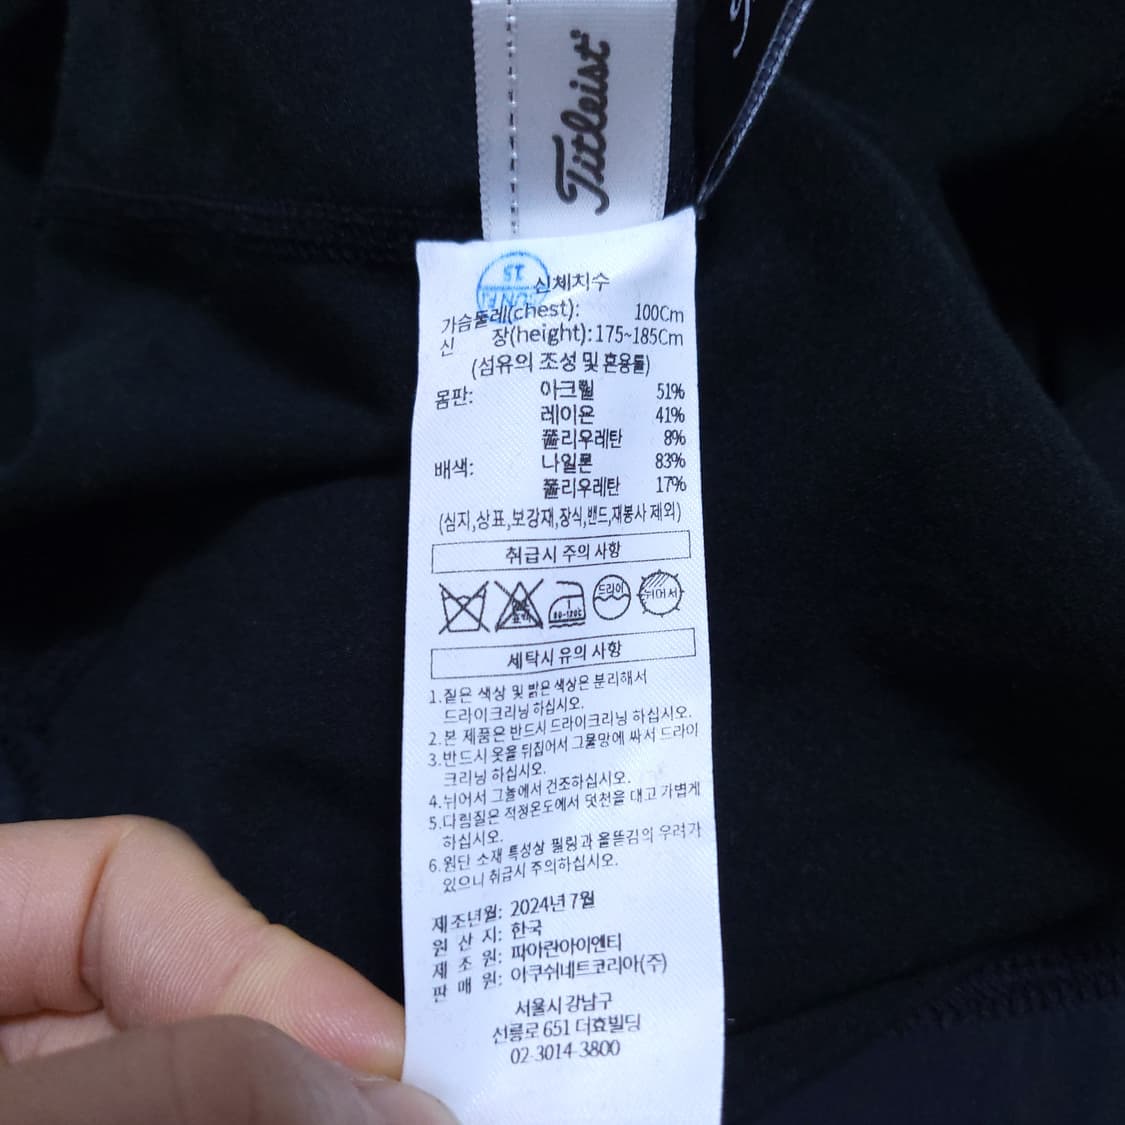 Titleist
신체치수
가슴둘레(chest): 100Cm
신 장(height): 175~185Cm
(섬유의 조성 및 혼용률)
몸판: 아크릴 51%
레이온 41%
폴리우레탄 8%
배색: 나일론 83%
폴리우레탄 17%
(심지,상표,보강재,장식,밴드,재봉사 제외)
취급시 주의 사항
드라이
뉘어서
세탁시 유의 사항
1.짙은 색상 및 밝은 색상은 분리해서
드라이크리닝 하십시오.
2.본 제품은 반드시 드라이크리닝 하십시오.
3.반드시 옷을 뒤집어서 그물망에 싸서 드라이
크리닝 하십시오.
4.뉘어서 그늘에서 건조하십시오.
5.다림질은 적정온도에서 덧천을 대고 가볍게
하십시오.
6.원단 소재 특성상 필링과 올뜯김의 우려가
있으니 취급시 주의하십시오.
제조년월: 2024년 7월
원 산 지: 한국
제 조 원: 파아란아이엔티
판 매 원: 아쿠쉬네트코리아(주)
서울시 강남구
선릉로 651 더효빌딩
02-3014-3800